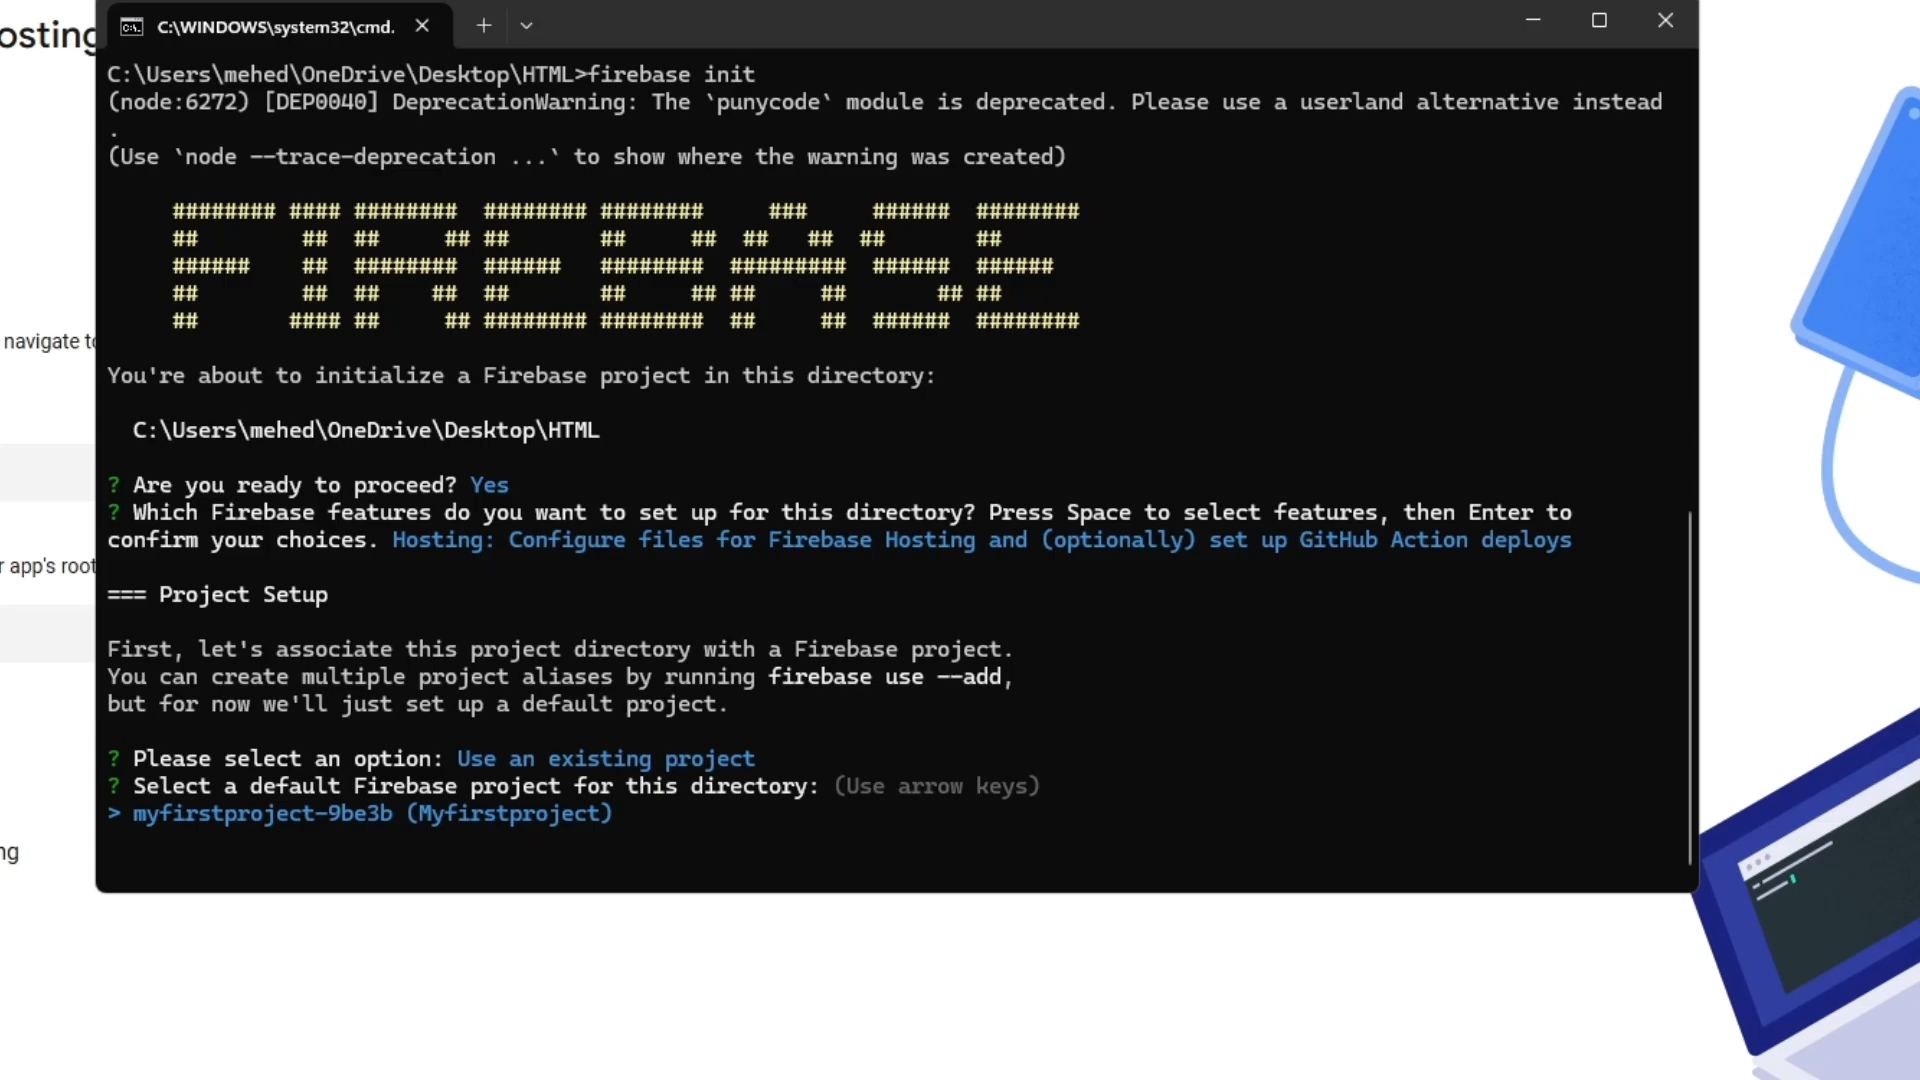 osting
C:\WINDOWS\system32\cmd.
C:\Users\mehed\OneDrive\Desktop\HTML>firebase init
(node:6272) [DEP0040] DeprecationWarning: The `punycode` module is deprecated. Please use a userland alternative instead
.
(Use `node --trace-deprecation ...` to show where the warning was created)
######## #### ########  ######## ########     ###     ######  ########
##        ##  ##     ## ##       ##     ##  ##   ##  ##       ##
######    ##  ########  ######   ########  #########  ######  ######
##        ##  ##    ##  ##       ##     ## ##     ##       ## ##
##       #### ##     ## ######## ########  ##     ##  ######  ########
navigate to
You're about to initialize a Firebase project in this directory:
C:\Users\mehed\OneDrive\Desktop\HTML
? Are you ready to proceed? Yes
? Which Firebase features do you want to set up for this directory? Press Space to select features, then Enter to
confirm your choices. Hosting: Configure files for Firebase Hosting and (optionally) set up GitHub Action deploys
r app's root
=== Project Setup
First, let's associate this project directory with a Firebase project.
You can create multiple project aliases by running firebase use --add,
but for now we'll just set up a default project.
? Please select an option: Use an existing project
? Select a default Firebase project for this directory: (Use arrow keys)
> myfirstproject-9be3b (Myfirstproject)
ng